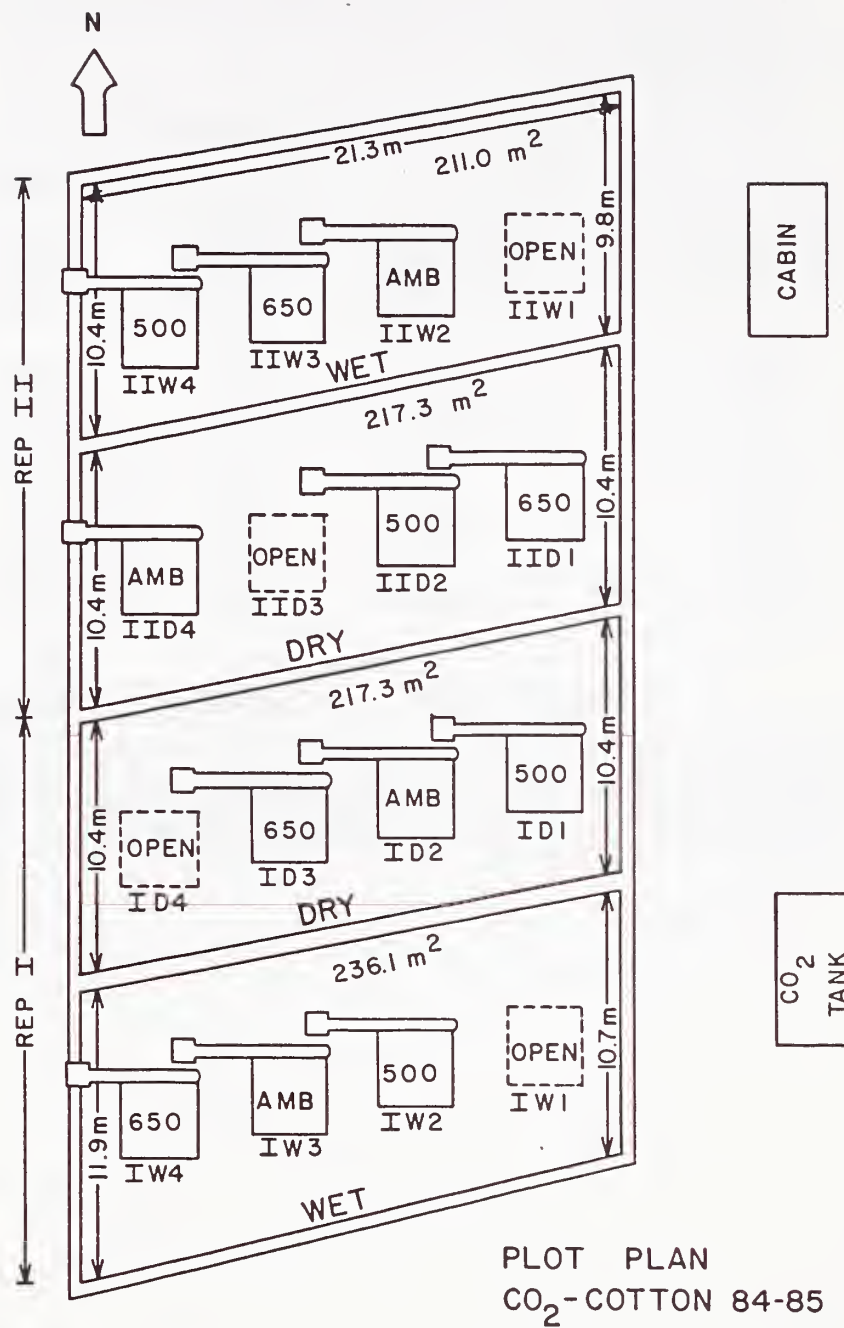 N
21.3m
211.0 m2
9.8m
10.4m
OPEN
IIW1
AMB
IIW2
650
IIW3
500
IIW4
WET
CABIN
REP II
217.3 m2
10.4m
10.4m
650
IID1
500
IID2
OPEN
IID3
AMB
IID4
DRY
217.3 m2
10.4m
10.4m
500
ID1
AMB
ID2
650
ID3
OPEN
ID4
DRY
REP I
236.1 m2
10.7m
11.9m
OPEN
IW1
500
IW2
AMB
IW3
650
IW4
WET
CO2
TANK
PLOT PLAN
CO2-COTTON 84-85